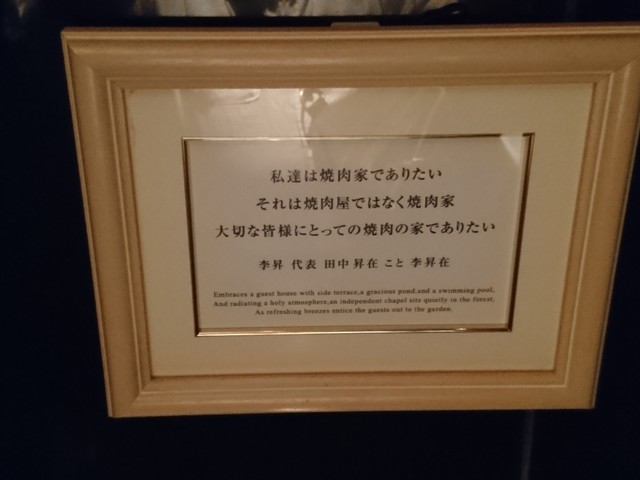 私達は焼肉家でありたい
それは焼肉屋ではなく焼肉家
大切な皆様にとっての焼肉の家でありたい
李昇 代表 田中昇在 こと 李昇在
Embraces a guest house with side terrace,a gracious pond,and a swimming pool,
And radiating a holy atmosphere,an independent chapel sits quietly in the forest,
As refreshing breezes entice the guests out to the garden.